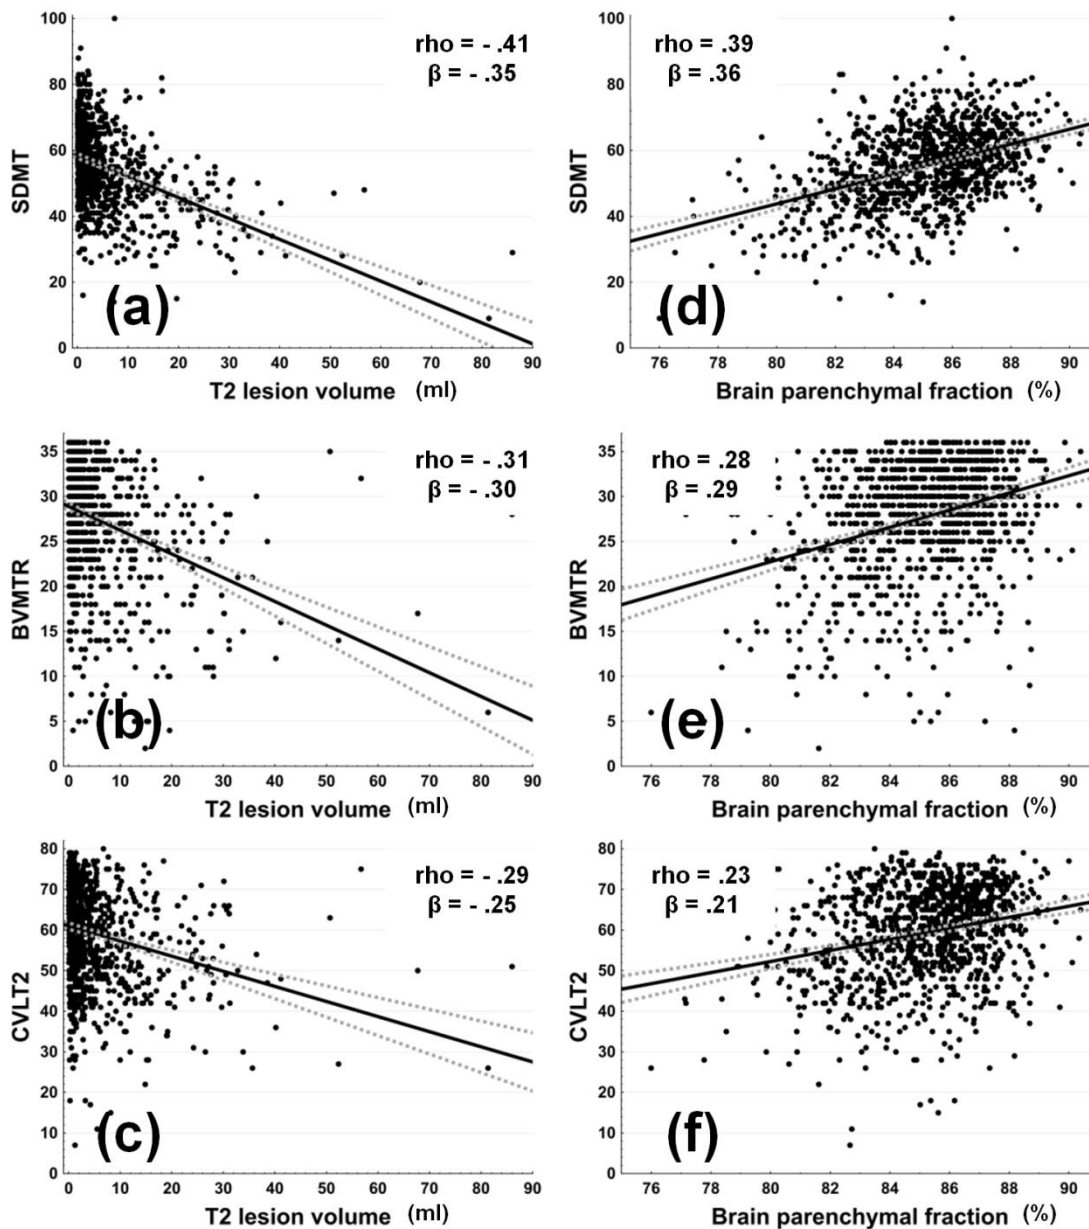 100
80
60
40
20
0
SDMT
rho = - .41
β = - .35
(a)
0 10 20 30 40 50 60 70 80 90
T2 lesion volume (ml)
100
80
60
40
20
0
SDMT
rho = .39
β = .36
(d)
76 78 80 82 84 86 88 90
Brain parenchymal fraction (%)
35
30
25
20
15
10
5
0
BVMTR
rho = - .31
β = - .30
(b)
0 10 20 30 40 50 60 70 80 90
T2 lesion volume (ml)
35
30
25
20
15
10
5
0
BVMTR
rho = .28
β = .29
(e)
76 78 80 82 84 86 88 90
Brain parenchymal fraction (%)
80
70
60
50
40
30
20
10
0
CVLT2
rho = - .29
β = - .25
(c)
0 10 20 30 40 50 60 70 80 90
T2 lesion volume (ml)
80
70
60
50
40
30
20
10
0
CVLT2
rho = .23
β = .21
(f)
76 78 80 82 84 86 88 90
Brain parenchymal fraction (%)